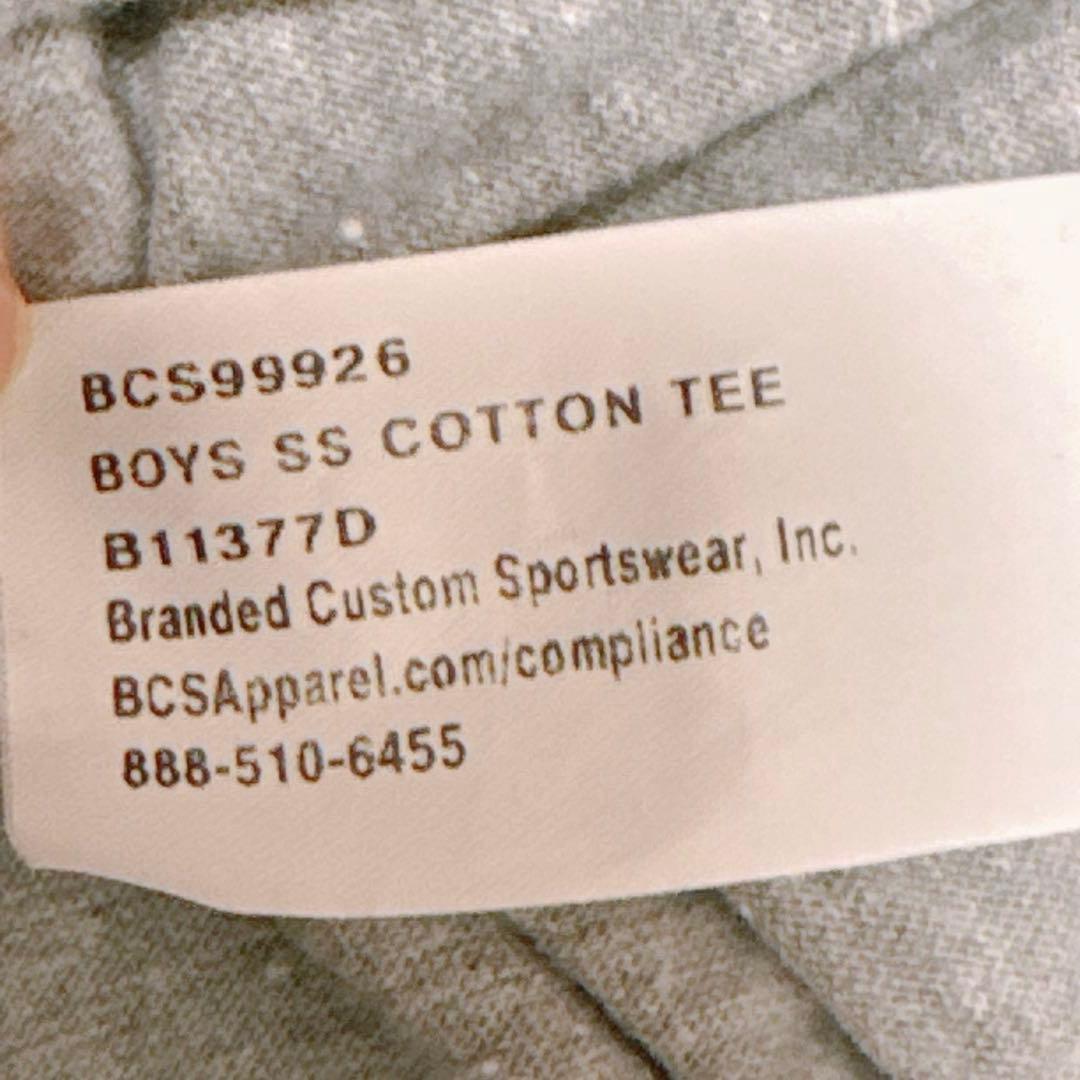 BCS99926
BOYS SS COTTON TEE
B11377D
Branded Custom Sportswear, Inc.
BCSApparel.com/compliance
888-510-6455